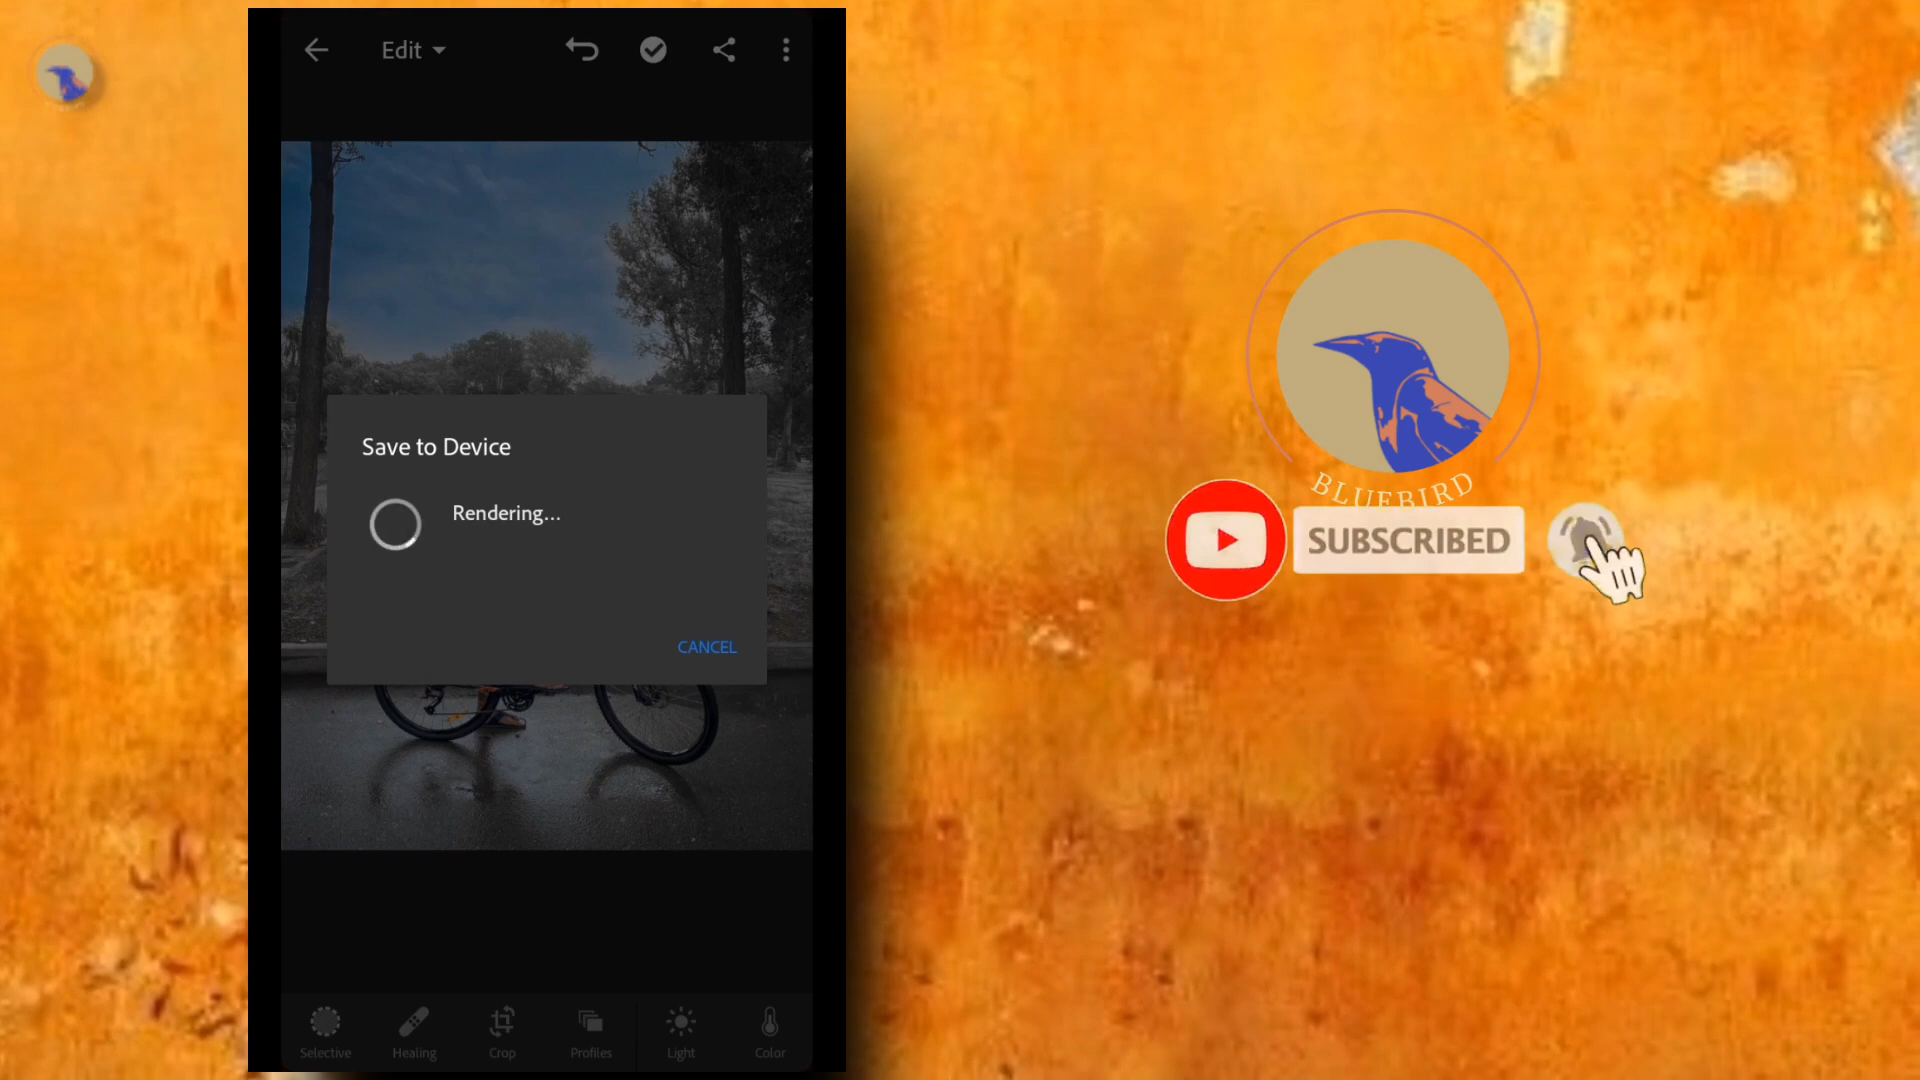 Edit
Save to Device
Rendering...
CANCEL
Selective Healing Crop Profiles Light Color
BLUEBIRD
SUBSCRIBED